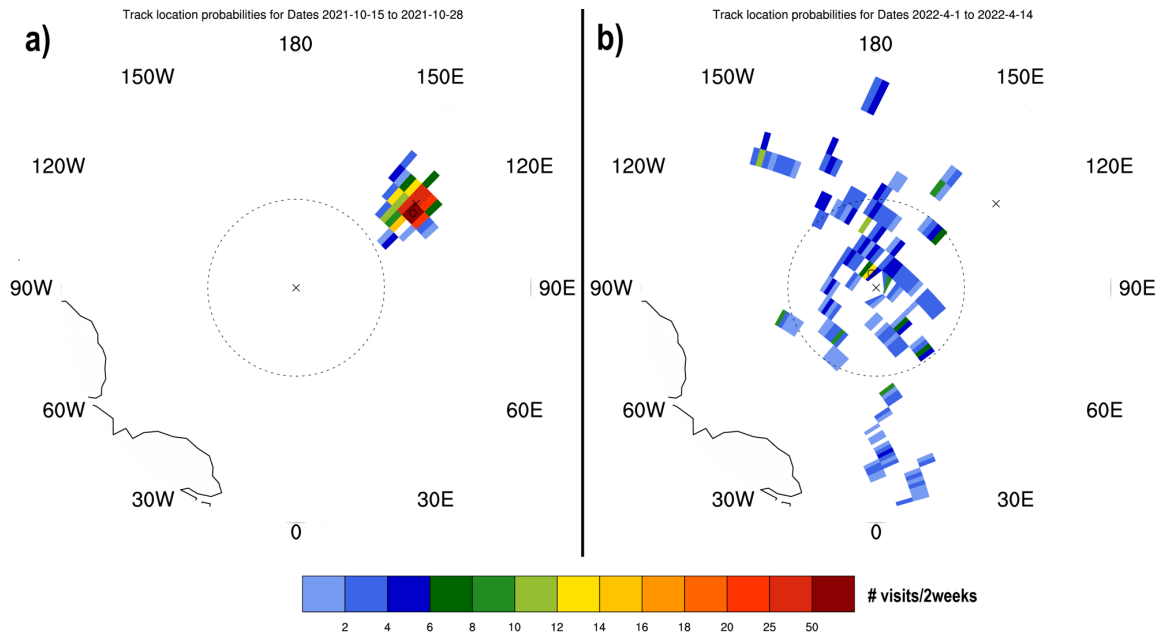 Track location probabilities for Dates 2021-10-15 to 2021-10-28
a)
180
150W
150E
120W
120E
90W
90E
60W
60E
30W
30E
0
Track location probabilities for Dates 2022-4-1 to 2022-4-14
b)
180
150W
150E
120W
120E
90W
90E
60W
60E
30W
30E
0
2 4 6 8 10 12 14 16 18 20 25 50
# visits/2weeks